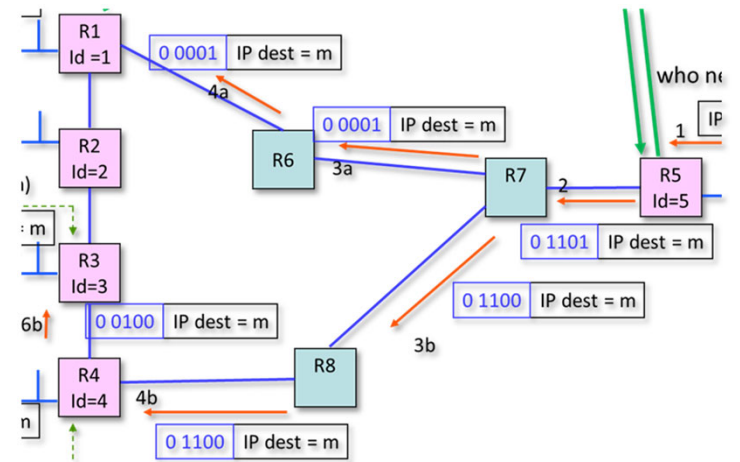 R1
Id =1
0 0001 IP dest = m
4a
who ne
0 0001 IP dest = m
1
IP
R2
Id=2
R6
3a
R7
2
R5
Id=5
)
= m
0 1101 IP dest = m
R3
Id=3
0 1100 IP dest = m
6b
0 0100 IP dest = m
3b
R8
R4
Id=4
4b
m
0 1100 IP dest = m